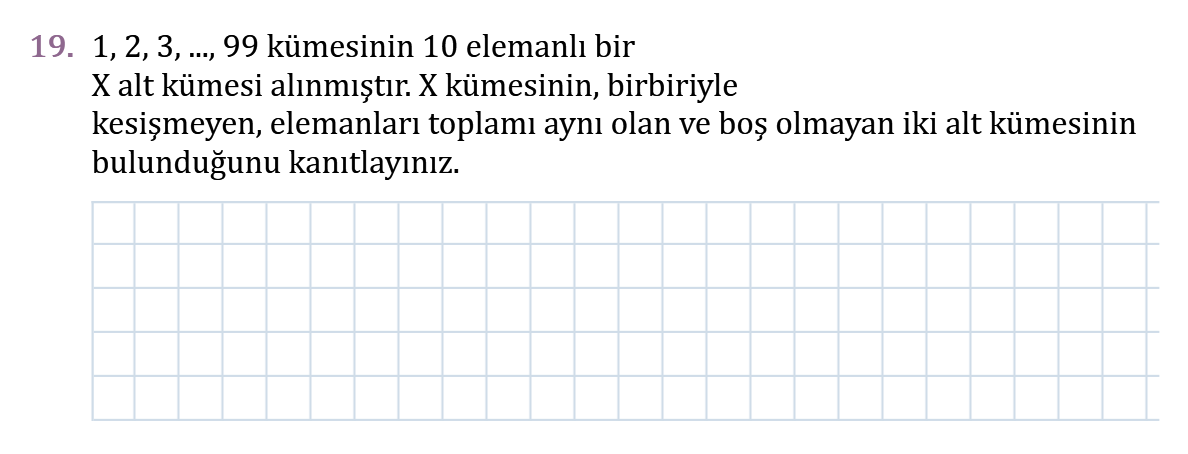 19. 1, 2, 3, ..., 99 kümesinin 10 elemanlı bir
X alt kümesi alınmıştır. X kümesinin, birbiriyle
kesişmeyen, elemanları toplamı aynı olan ve boş olmayan iki alt kümesinin
bulunduğunu kanıtlayınız.